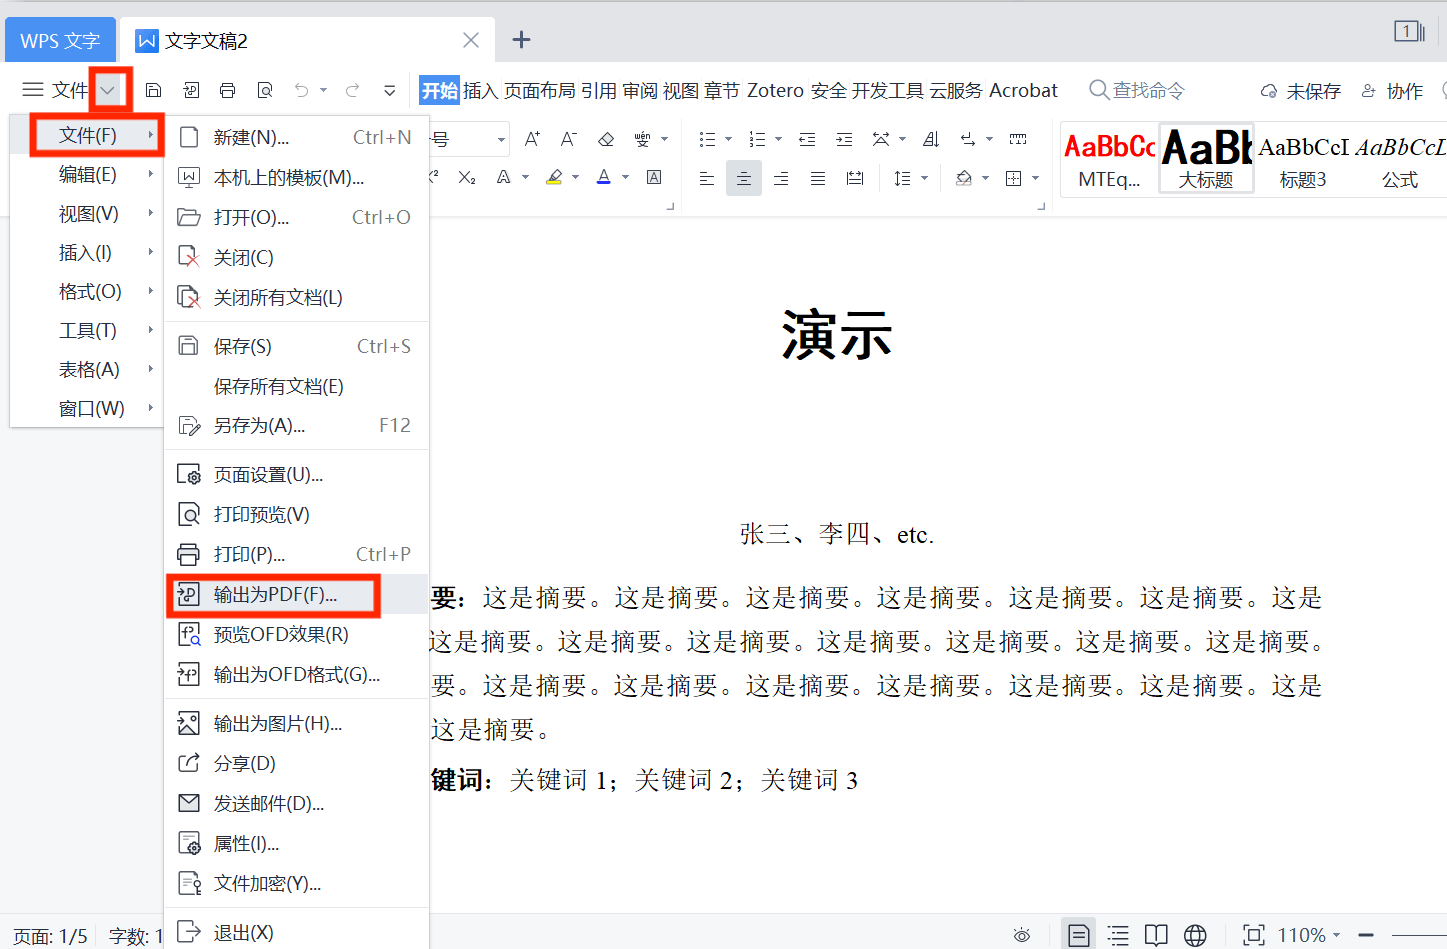 WPS 文字
文字文稿2
1
文件
开始 插入 页面布局 引用 审阅 视图 章节 Zotero 安全 开发工具 云服务 Acrobat
查找命令
未保存
协作
文件(F)
编辑(E)
视图(V)
插入(I)
格式(O)
工具(T)
表格(A)
窗口(W)
新建(N)... Ctrl+N
本机上的模板(M)...
打开(O)... Ctrl+O
关闭(C)
关闭所有文档(L)
保存(S) Ctrl+S
保存所有文档(E)
另存为(A)... F12
页面设置(U)...
打印预览(V)
打印(P)... Ctrl+P
输出为PDF(F)...
预览OFD效果(R)
输出为OFD格式(G)...
输出为图片(H)...
分享(D)
发送邮件(D)...
属性(I)...
文件加密(Y)...
退出(X)
号
AaBbCc AaBb AaBbCcI AaBbCcL
MTEq... 大标题 标题3 公式
演示
张三、李四、etc.
要：这是摘要。这是摘要。这是摘要。这是摘要。这是摘要。这是摘要。这是
这是摘要。这是摘要。这是摘要。这是摘要。这是摘要。这是摘要。这是摘要。
要。这是摘要。这是摘要。这是摘要。这是摘要。这是摘要。这是摘要。这是
这是摘要。
键词：关键词 1；关键词 2；关键词 3
页面: 1/5 字数: 1
110%